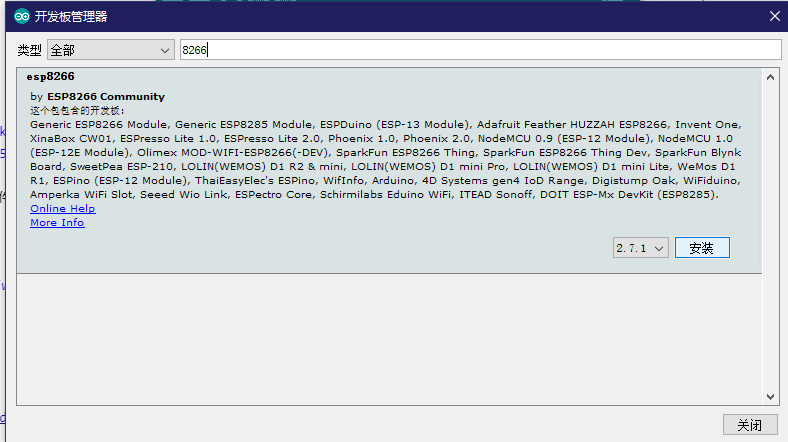 开发板管理器
类型 全部 8266
esp8266
by ESP8266 Community
这个包包含的开发板:
Generic ESP8266 Module, Generic ESP8285 Module, ESPDuino (ESP-13 Module), Adafruit Feather HUZZAH ESP8266, Invent One,
XinaBox CW01, ESPresso Lite 1.0, ESPresso Lite 2.0, Phoenix 1.0, Phoenix 2.0, NodeMCU 0.9 (ESP-12 Module), NodeMCU 1.0
(ESP-12E Module), Olimex MOD-WIFI-ESP8266(-DEV), SparkFun ESP8266 Thing, SparkFun ESP8266 Thing Dev, SparkFun Blynk
Board, SweetPea ESP-210, LOLIN(WEMOS) D1 R2 & mini, LOLIN(WEMOS) D1 mini Pro, LOLIN(WEMOS) D1 mini Lite, WeMos D1
R1, ESPino (ESP-12 Module), ThaiEasyElec's ESPino, WifInfo, Arduino, 4D Systems gen4 IoD Range, Digistump Oak, WiFiduino,
Amperka WiFi Slot, Seeed Wio Link, ESPectro Core, Schirmilabs Eduino WiFi, ITEAD Sonoff, DOIT ESP-Mx DevKit (ESP8285).
Online Help
More Info
2.7.1 安装
关闭